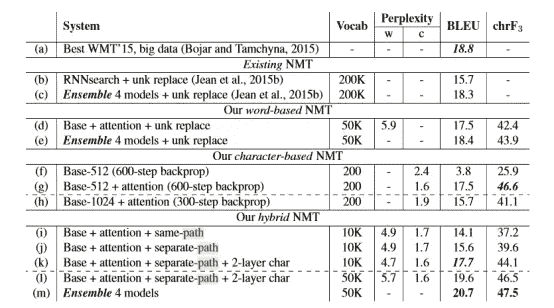 System Vocab Perplexity BLEU chrF3
w c
(a) Best WMT'15, big data (Bojar and Tamchyna, 2015) - - - 18.8 -
Existing NMT
(b) RNNsearch + unk replace (Jean et al., 2015b) 200K - - 15.7 -
(c) Ensemble 4 models + unk replace (Jean et al., 2015b) 200K - - 18.3 -
Our word-based NMT
(d) Base + attention + unk replace 50K 5.9 - 17.5 42.4
(e) Ensemble 4 models + unk replace 50K - - 18.4 43.9
Our character-based NMT
(f) Base-512 (600-step backprop) 200 - 2.4 3.8 25.9
(g) Base-512 + attention (600-step backprop) 200 - 1.6 17.5 46.6
(h) Base-1024 + attention (300-step backprop) 200 - 1.9 15.7 41.1
Our hybrid NMT
(i) Base + attention + same-path 10K 4.9 1.7 14.1 37.2
(j) Base + attention + separate-path 10K 4.9 1.7 15.6 39.6
(k) Base + attention + separate-path + 2-layer char 10K 4.7 1.6 17.7 44.1
(l) Base + attention + separate-path + 2-layer char 50K 5.7 1.6 19.6 46.5
(m) Ensemble 4 models 50K - - 20.7 47.5